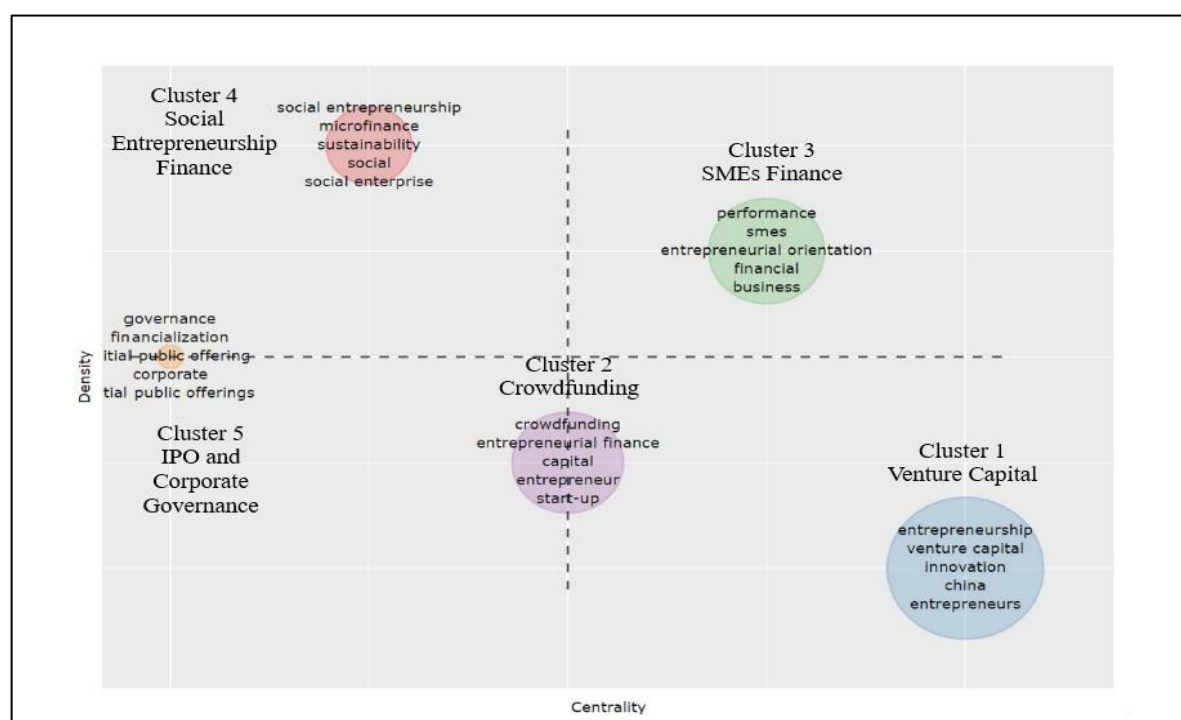 Cluster 4
Social
Entrepreneurship
Finance
social entrepreneurship
microfinance
sustainability
social
social enterprise
Cluster 3
SMEs Finance
performance
smes
entrepreneurial orientation
financial
business
governance
financialization
itial public offering
corporate
tial public offerings
Density
Cluster 5
IPO and
Corporate
Governance
Cluster 2
Crowdfunding
crowdfunding
entrepreneurial finance
capital
entrepreneur
start-up
Cluster 1
Venture Capital
entrepreneurship
venture capital
innovation
china
entrepreneurs
Centrality